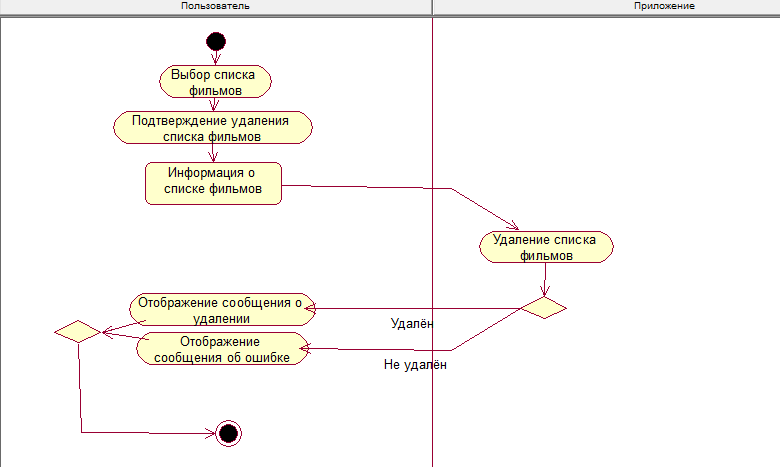 Пользователь
Приложение
Выбор списка
фильмов
Подтверждение удаления
списка фильмов
Информация о
списке фильмов
Удаление списка
фильмов
Отображение сообщения о
удалении
Удалён
Отображение
сообщения об ошибке
Не удалён